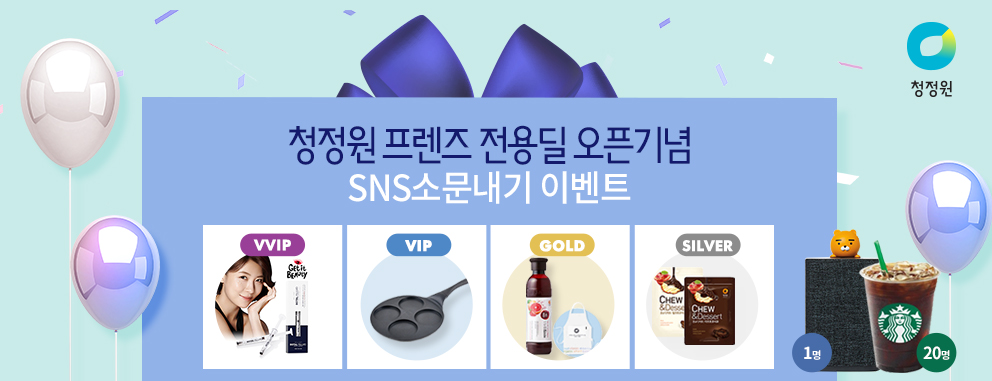 청정원
청정원 프렌즈 전용딜 오픈기념
SNS소문내기 이벤트
VVIP
VIP
GOLD
SILVER
Get it
BEAUTY
CHEW
&Dessert
CHEW
&Dessert
1명
20명